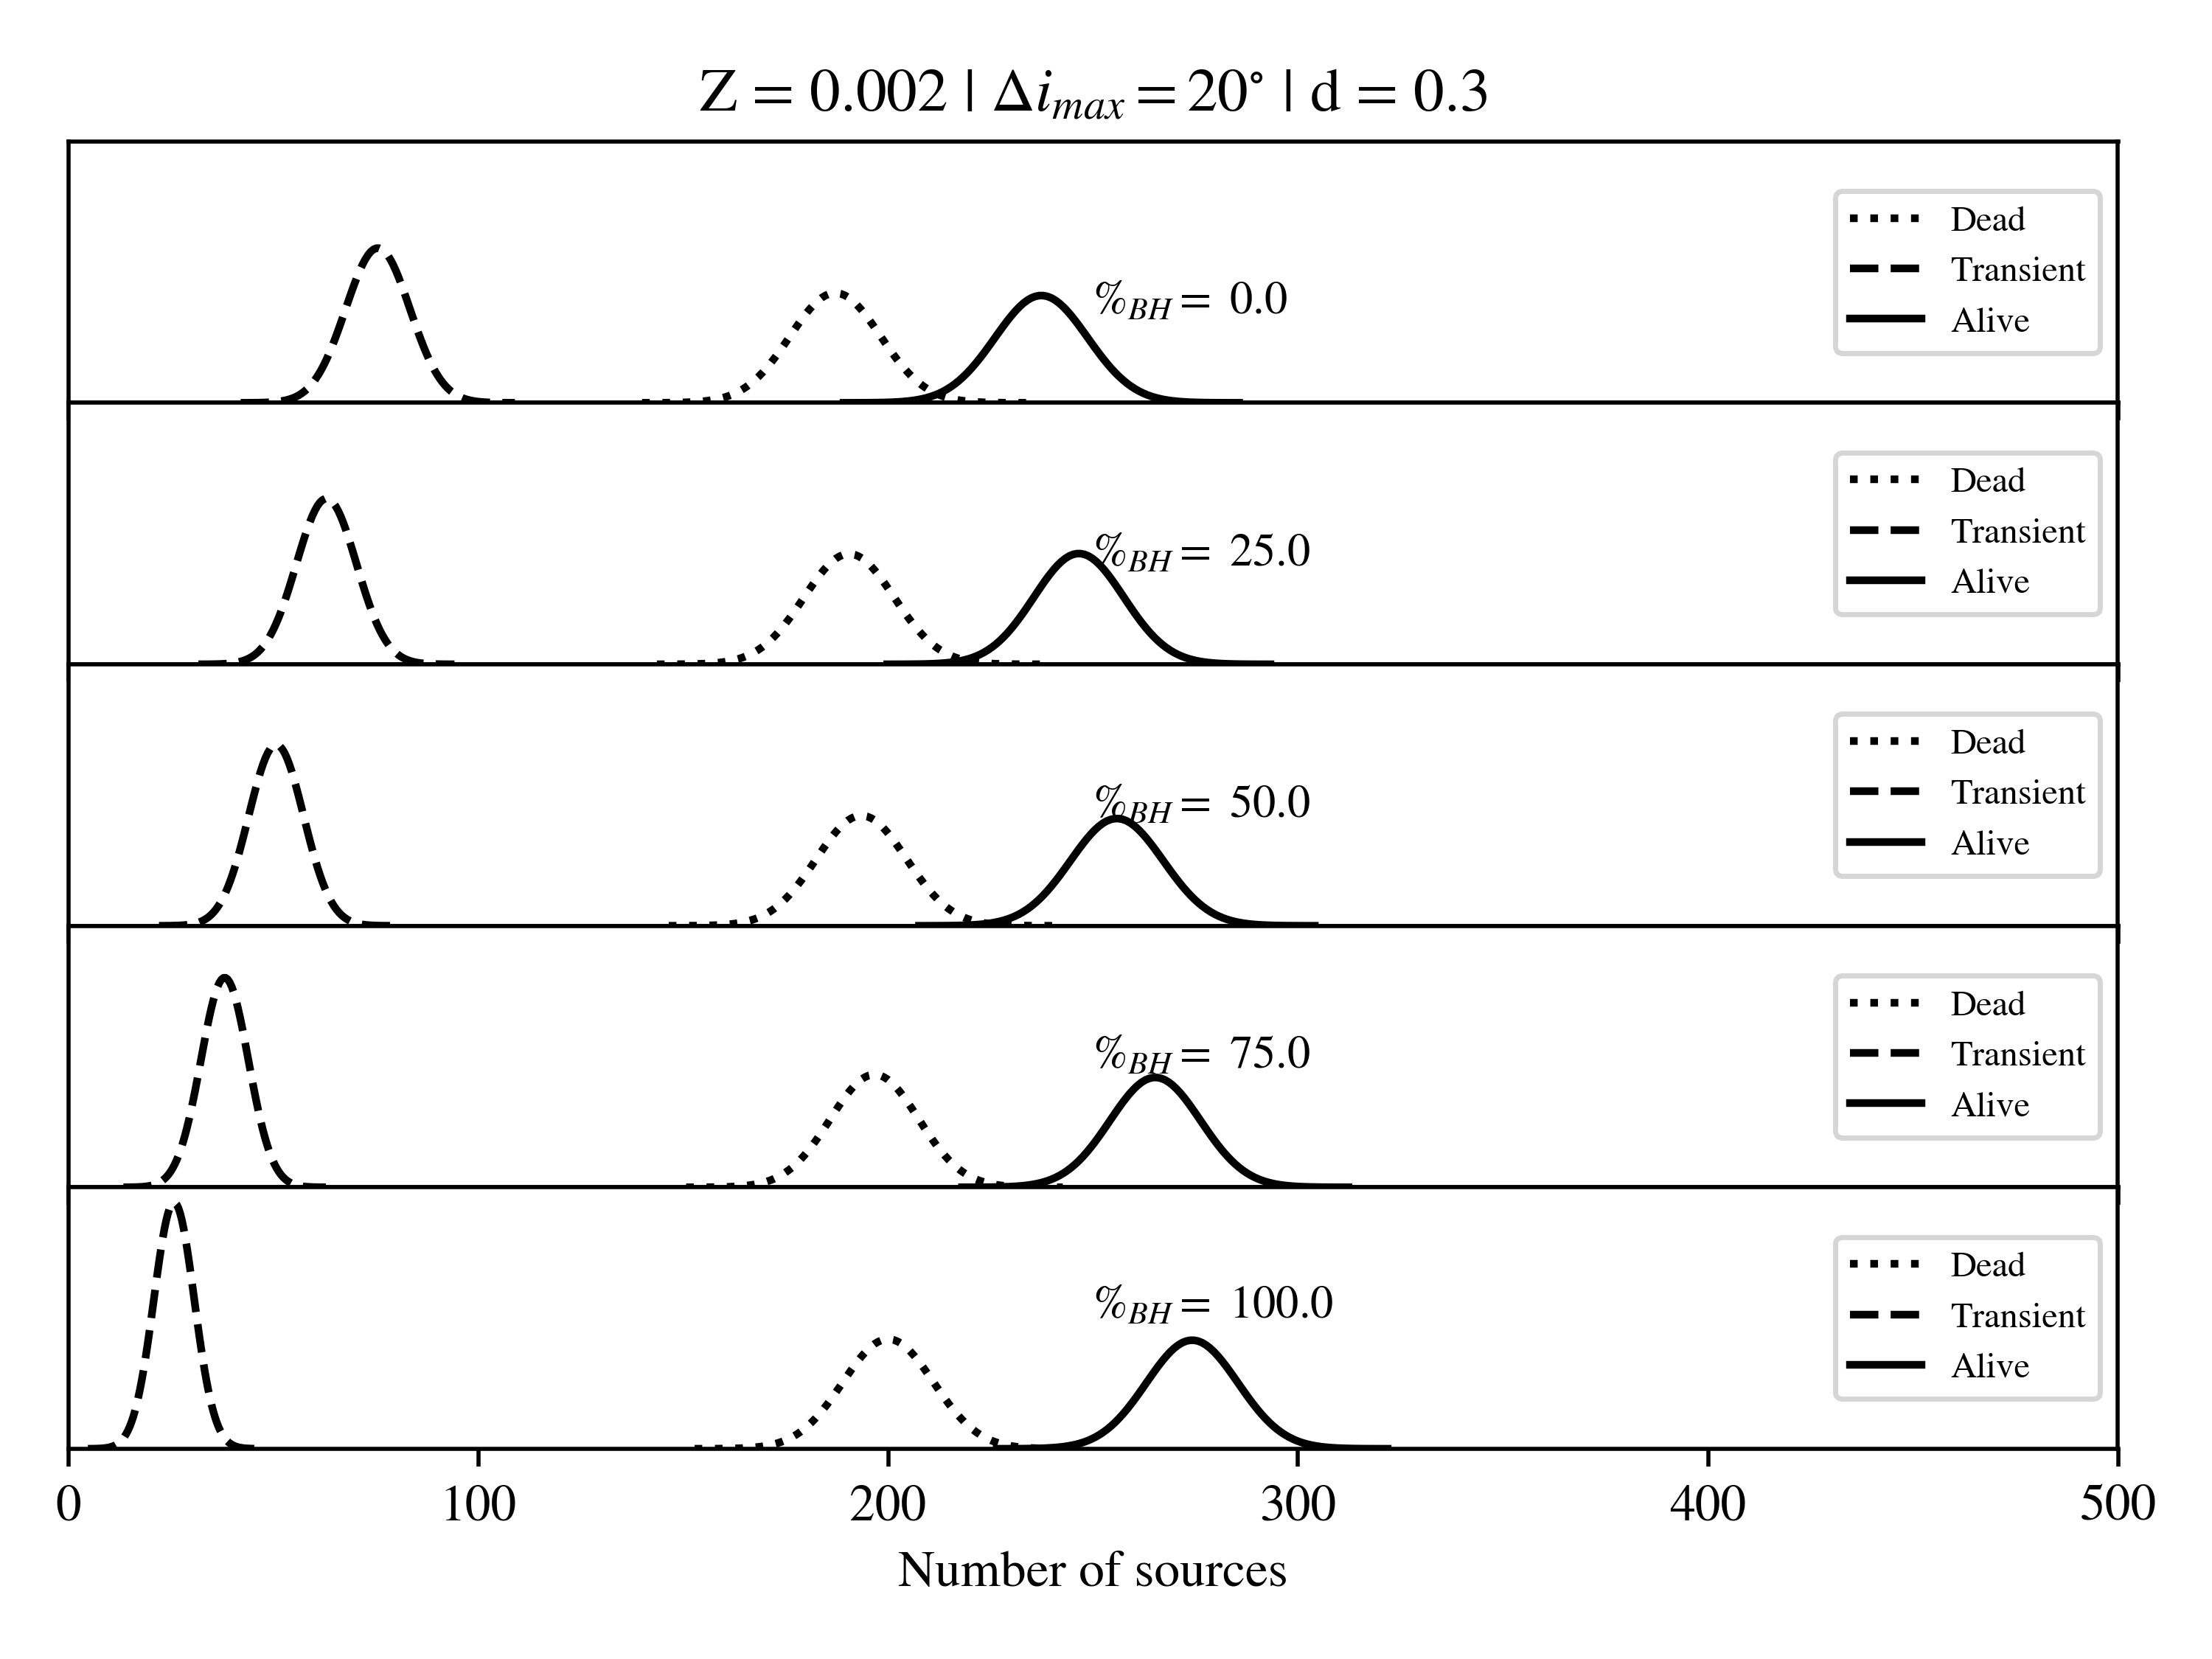 Z = 0.002 | Δi_max = 20° | d = 0.3
Dead
Transient
Alive
%_BH = 0.0
Dead
Transient
Alive
%_BH = 25.0
Dead
Transient
Alive
%_BH = 50.0
Dead
Transient
Alive
%_BH = 75.0
Dead
Transient
Alive
%_BH = 100.0
0 100 200 300 400 500
Number of sources